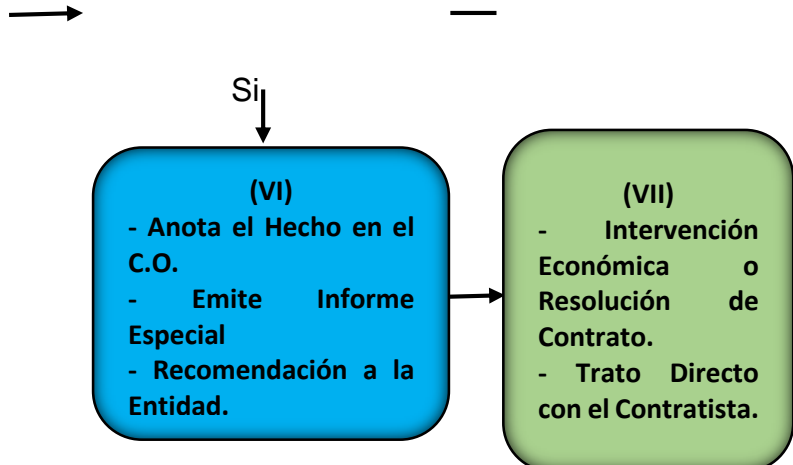 Si
(VI)
- Anota el Hecho en el
C.O.
- Emite Informe
Especial
- Recomendación a la
Entidad.
(VII)
- Intervención
Económica o
Resolución de
Contrato.
- Trato Directo
con el Contratista.